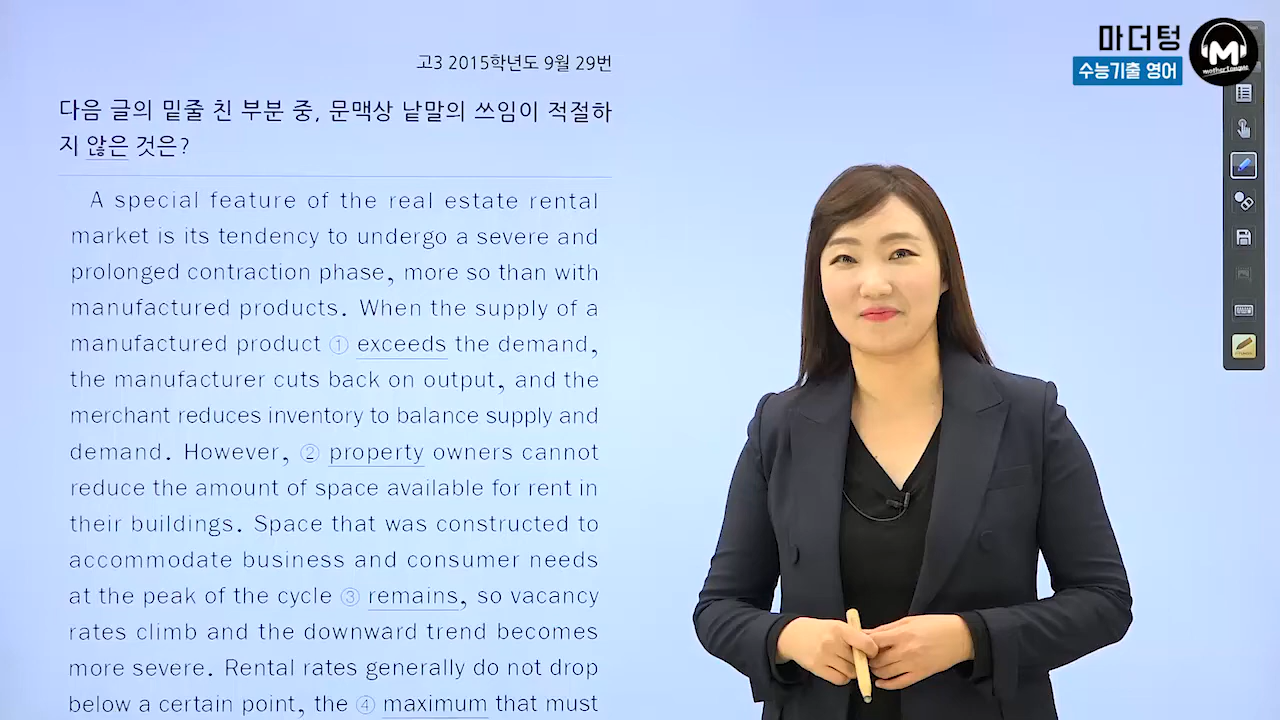 마더텅
수능기출 영어
mothertongue
고3 2015학년도 9월 29번
다음 글의 밑줄 친 부분 중, 문맥상 낱말의 쓰임이 적절하
지 않은 것은?
A special feature of the real estate rental
market is its tendency to undergo a severe and
prolonged contraction phase, more so than with
manufactured products. When the supply of a
manufactured product ① exceeds the demand,
the manufacturer cuts back on output, and the
merchant reduces inventory to balance supply and
demand. However, ② property owners cannot
reduce the amount of space available for rent in
their buildings. Space that was constructed to
accommodate business and consumer needs
at the peak of the cycle ③ remains, so vacancy
rates climb and the downward trend becomes
more severe. Rental rates generally do not drop
below a certain point, the ④ maximum that must